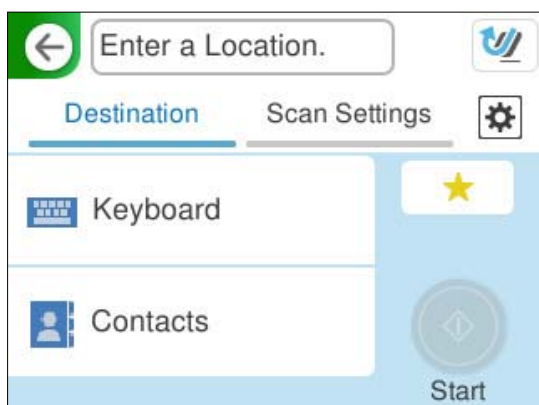 Enter a Location.
Destination
Scan Settings
Keyboard
Contacts
Start